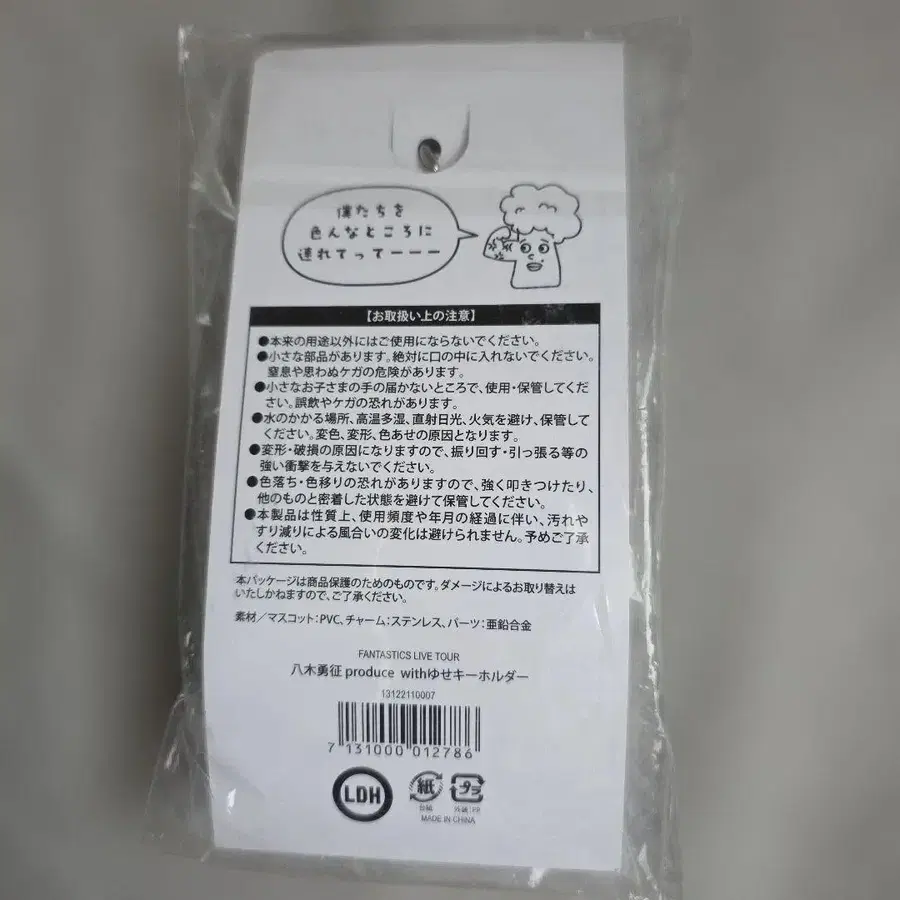 僕たちを
色んなところに
連れてってーーー
【お取扱い上の注意】
●本来の用途以外にはご使用にならないでください。
●小さな部品があります。絶対に口の中に入れないでください。
窒息や思わぬケガの危険があります。
●小さなお子さまの手の届かないところで、使用・保管してくだ
さい。誤飲やケガの恐れがあります。
●水のかかる場所、高温多湿、直射日光、火気を避け、保管して
ください。変色、変形、色あせの原因となります。
●変形・破損の原因になりますので、振り回す・引っ張る等の
強い衝撃を与えないでください。
●色落ち・色移りの恐れがありますので、強く叩きつけたり、
他のものと密着した状態を避けて保管してください。
●本製品は性質上、使用頻度や年月の経過に伴い、汚れや
すり減りによる風合いの変化は避けられません。予めご了承
ください。
本パッケージは商品保護のためのものです。ダメージによるお取り替えは
いたしかねますので、ご了承ください。
素材／マスコット：PVC、チャーム：ステンレス、パーツ：亜鉛合金
FANTASTICS LIVE TOUR
八木勇征 produce withゆせキーホルダー
13122110007
7 131000 012786
LDH
紙
プラ
台紙
外装：PP
MADE IN CHINA